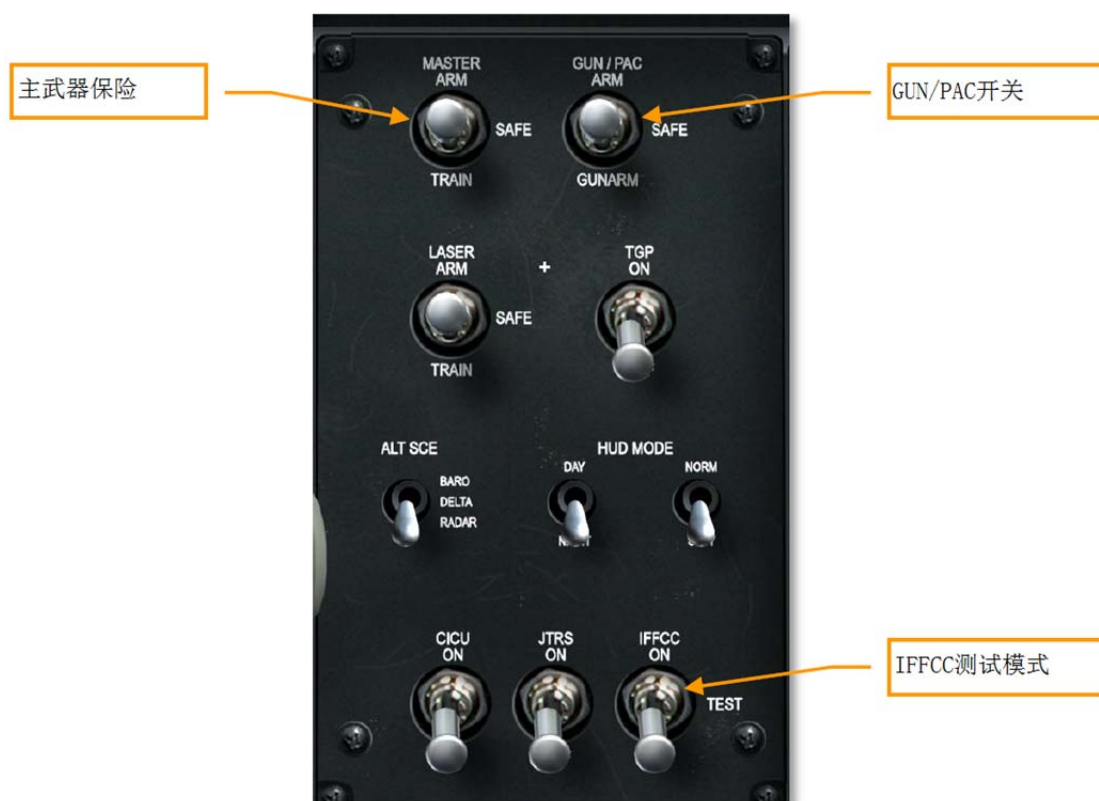 主武器保险
MASTER
ARM
SAFE
TRAIN
GUN / PAC
ARM
SAFE
GUNARM
GUN/PAC开关
LASER
ARM
SAFE
TRAIN
+
TGP
ON
ALT SCE
BARO
DELTA
RADAR
HUD MODE
DAY
NORM
CICU
ON
JTRS
ON
IFFCC
ON
TEST
IFFCC测试模式